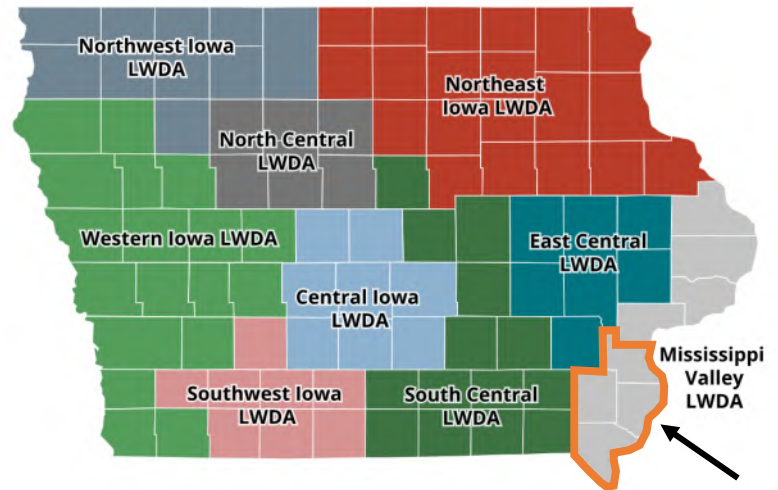 Northwest Iowa
LWDA
Northeast
Iowa LWDA
North Central
LWDA
Western Iowa LWDA
East Central
LWDA
Central Iowa
LWDA
Mississippi
Valley
LWDA
Southwest Iowa
LWDA
South Central
LWDA